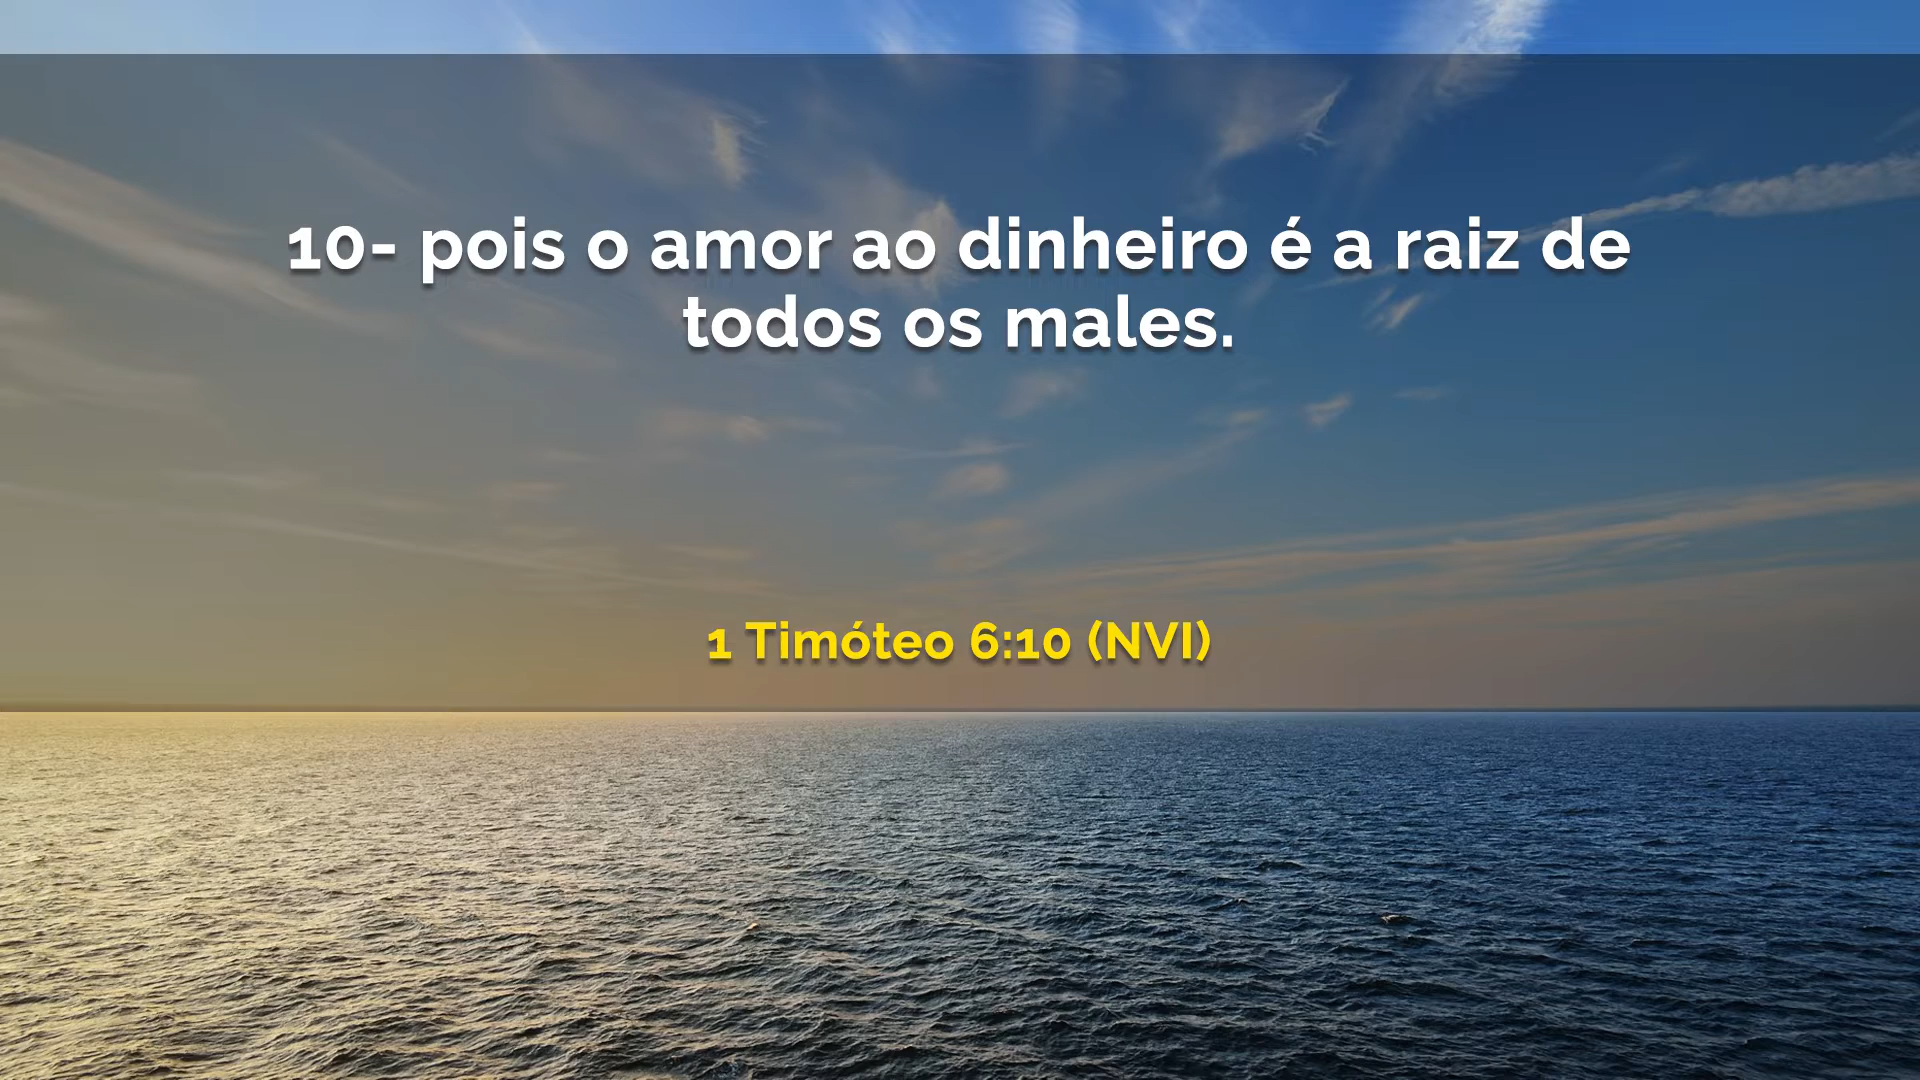 10- pois o amor ao dinheiro é a raiz de
todos os males.
1 Timóteo 6:10 (NVI)